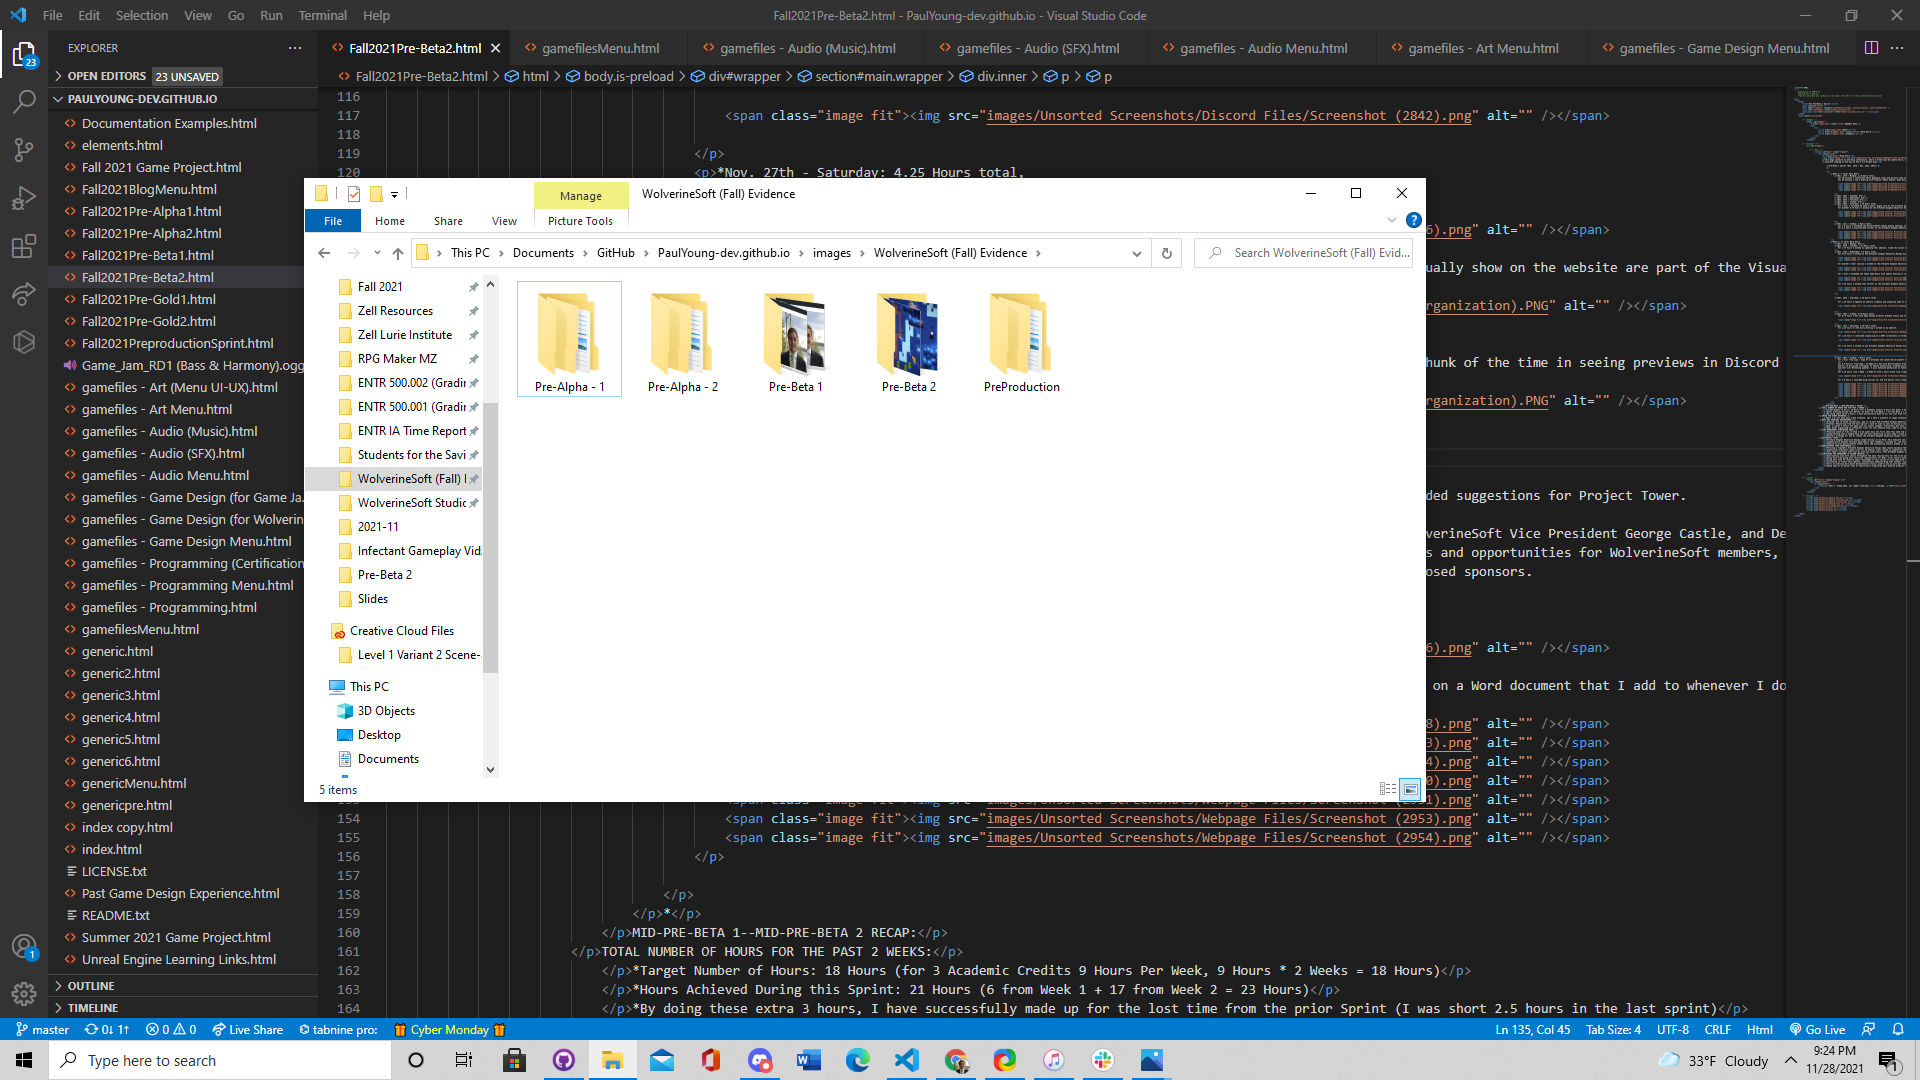 File Edit Selection View Go Run Terminal Help
Fall2021Pre-Beta2.html - PaulYoung-dev.github.io - Visual Studio Code
EXPLORER
Fall2021Pre-Beta2.html gamefilesMenu.html gamefiles - Audio (Music).html gamefiles - Audio (SFX).html gamefiles - Audio Menu.html gamefiles - Art Menu.html gamefiles - Game Design Menu.html
23
OPEN EDITORS 23 UNSAVED
Fall2021Pre-Beta2.html > html > body.is-preload > div#wrapper > section#main.wrapper > div.inner > p > p
PAULYOUNG-DEV.GITHUB.IO
Documentation Examples.html
elements.html
Fall 2021 Game Project.html
Fall2021BlogMenu.html
Fall2021Pre-Alpha1.html
Fall2021Pre-Alpha2.html
Fall2021Pre-Beta1.html
Fall2021Pre-Beta2.html
Fall2021Pre-Gold1.html
Fall2021Pre-Gold2.html
Fall2021PreproductionSprint.html
Game_Jam_RD1 (Bass & Harmony).ogg
gamefiles - Art (Menu UI-UX).html
gamefiles - Art Menu.html
gamefiles - Audio (Music).html
gamefiles - Audio (SFX).html
gamefiles - Audio Menu.html
gamefiles - Game Design (for Game Ja...
gamefiles - Game Design (for Wolverin
gamefiles - Game Design Menu.html
gamefiles - Programming (Certification
gamefiles - Programming Menu.html
gamefiles - Programming.html
gamefilesMenu.html
generic.html
generic2.html
generic3.html
generic4.html
generic5.html
generic6.html
genericMenu.html
genericpre.html
index copy.html
index.html
LICENSE.txt
Past Game Design Experience.html
README.txt
Summer 2021 Game Project.html
Unreal Engine Learning Links.html
OUTLINE
TIMELINE
1
116
117 <span class="image fit"><img src="images/Unsorted Screenshots/Discord Files/Screenshot (2842).png" alt="" /></span>
118
119 </p>
120 <p>*Nov. 27th - Saturday: 4.25 Hours total.
6).png" alt="" /></span>
ually show on the website are part of the Visua
rganization).PNG" alt="" /></span>
hunk of the time in seeing previews in Discord
rganization).PNG" alt="" /></span>
ded suggestions for Project Tower.
verineSoft Vice President George Castle, and De
s and opportunities for WolverineSoft members,
osed sponsors.
6).png" alt="" /></span>
on a Word document that I add to whenever I do
8).png" alt="" /></span>
3).png" alt="" /></span>
4).png" alt="" /></span>
0).png" alt="" /></span>
<span class="image fit"><img src="images/Unsorted Screenshots/Webpage Files/Screenshot (2951).png" alt="" /></span>
154 <span class="image fit"><img src="images/Unsorted Screenshots/Webpage Files/Screenshot (2953).png" alt="" /></span>
155 <span class="image fit"><img src="images/Unsorted Screenshots/Webpage Files/Screenshot (2954).png" alt="" /></span>
156 </p>
157
158 </p>
159 </p>*</p>
160 </p>MID-PRE-BETA 1--MID-PRE-BETA 2 RECAP:</p>
161 </p>TOTAL NUMBER OF HOURS FOR THE PAST 2 WEEKS:</p>
162 </p>*Target Number of Hours: 18 Hours (for 3 Academic Credits 9 Hours Per Week, 9 Hours * 2 Weeks = 18 Hours)</p>
163 </p>*Hours Achieved During this Sprint: 21 Hours (6 from Week 1 + 17 from Week 2 = 23 Hours)</p>
164 </p>*By doing these extra 3 hours, I have successfully made up for the lost time from the prior Sprint (I was short 2.5 hours in the last sprint)</p>
Manage WolverineSoft (Fall) Evidence
File Home Share View Picture Tools
This PC > Documents > GitHub > PaulYoung-dev.github.io > images > WolverineSoft (Fall) Evidence >
Search WolverineSoft (Fall) Evid...
Fall 2021
Zell Resources
Zell Lurie Institute
RPG Maker MZ
ENTR 500.002 (Gradin
ENTR 500.001 (Gradin
ENTR IA Time Report
Students for the Savi
WolverineSoft (Fall) I
WolverineSoft Studio
2021-11
Infectant Gameplay Vid
Pre-Beta 2
Slides
Creative Cloud Files
Level 1 Variant 2 Scene-
This PC
3D Objects
Desktop
Documents
Pre-Alpha - 1 Pre-Alpha - 2 Pre-Beta 1 Pre-Beta 2 PreProduction
5 items
master 0↓ 1↑ 0 0 Live Share tabnine pro: Cyber Monday
Ln 135, Col 45 Tab Size: 4 UTF-8 CRLF Html Go Live
Type here to search
33°F Cloudy
9:24 PM
11/28/2021
1